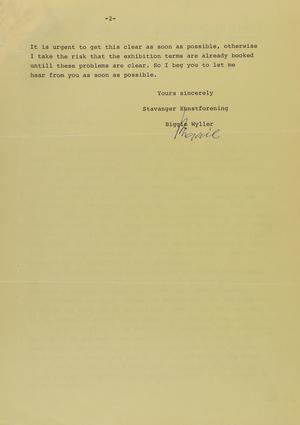 -2-
It is urgent to get this clear as soon as possible, otherwise
I take the risk that the exhibition terms are already booked
untill these problems are clear. So I beg you to let me
hear from you as soon as possible.
Yours sincerely
Stavanger Kunstforening
Wyller